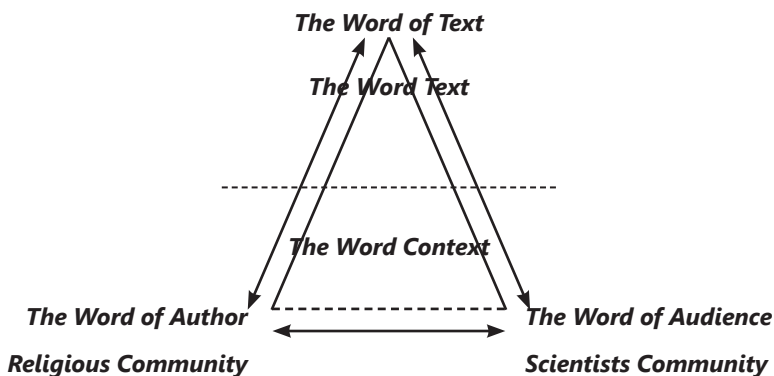 The Word of Text
The Word Text
The Word Context
The Word of Author
The Word of Audience
Religious Community
Scientists Community